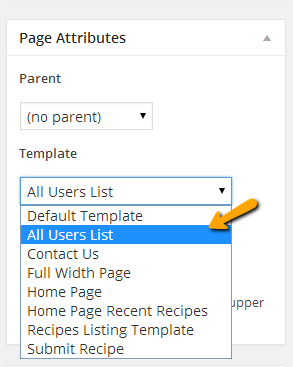 Page Attributes
Parent
(no parent)
Template
All Users List
Default Template
All Users List
Contact Us
Full Width Page
Home Page
Home Page Recent Recipes
upper
Recipes Listing Template
Submit Recipe